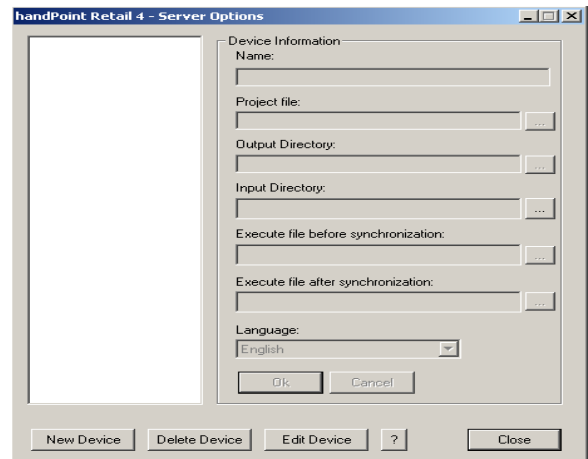 handPoint Retail 4 - Server Options
Device Information
Name:
Project file:
...
Output Directory:
...
Input Directory:
...
Execute file before synchronization:
...
Execute file after synchronization:
...
Language:
English
Ok Cancel
New Device Delete Device Edit Device ? Close